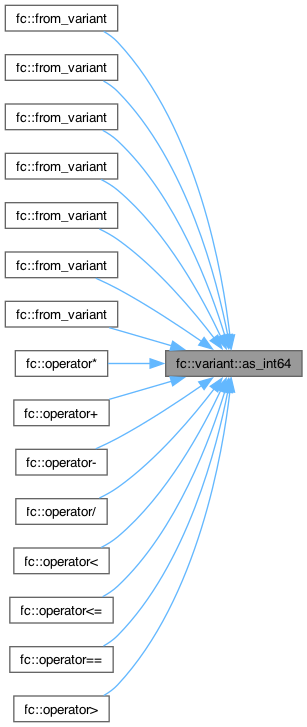 fc::from_variant
fc::from_variant
fc::from_variant
fc::from_variant
fc::from_variant
fc::from_variant
fc::from_variant
fc::operator*
fc::variant::as_int64
fc::operator+
fc::operator-
fc::operator/
fc::operator<
fc::operator<=
fc::operator==
fc::operator>